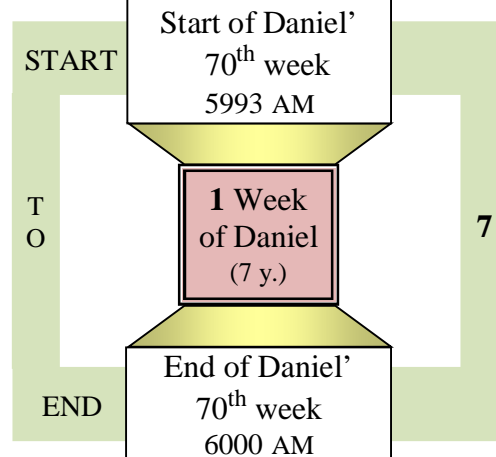 Start of Daniel’
70th week
5993 AM
START
T
O
1 Week
of Daniel
(7 y.)
7
End of Daniel’
70th week
6000 AM
END